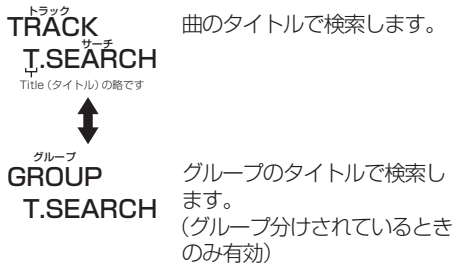 トラック
TRACK
サーチ
T.SEARCH
Title（タイトル）の略です
曲のタイトルで検索します。
グループ
GROUP
T.SEARCH
グループのタイトルで検索し
ます。
（グループ分けされているとき
のみ有効）